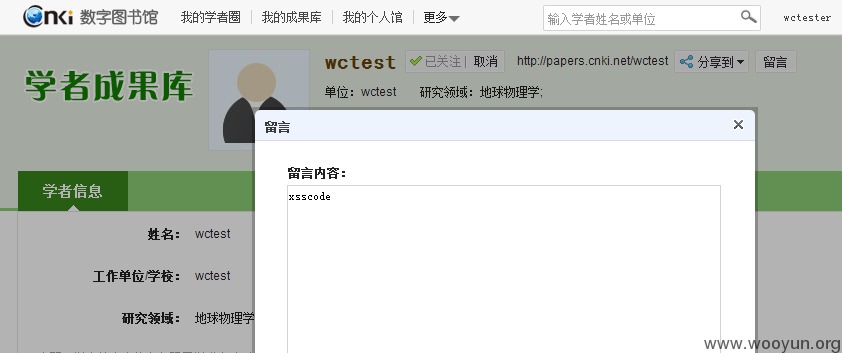 cnki 数字图书馆 我的学者圈 我的成果库 我的个人馆 更多 输入学者姓名或单位 wctester
学者成果库
wctest 已关注 | 取消 http://papers.cnki.net/wctest 分享到 留言
单位：wctest 研究领域：地球物理学;
留言
留言内容：
xsscode
学者信息
姓名： wctest
工作单位/学校： wctest
研究领域： 地球物理学
www.wooyun.org